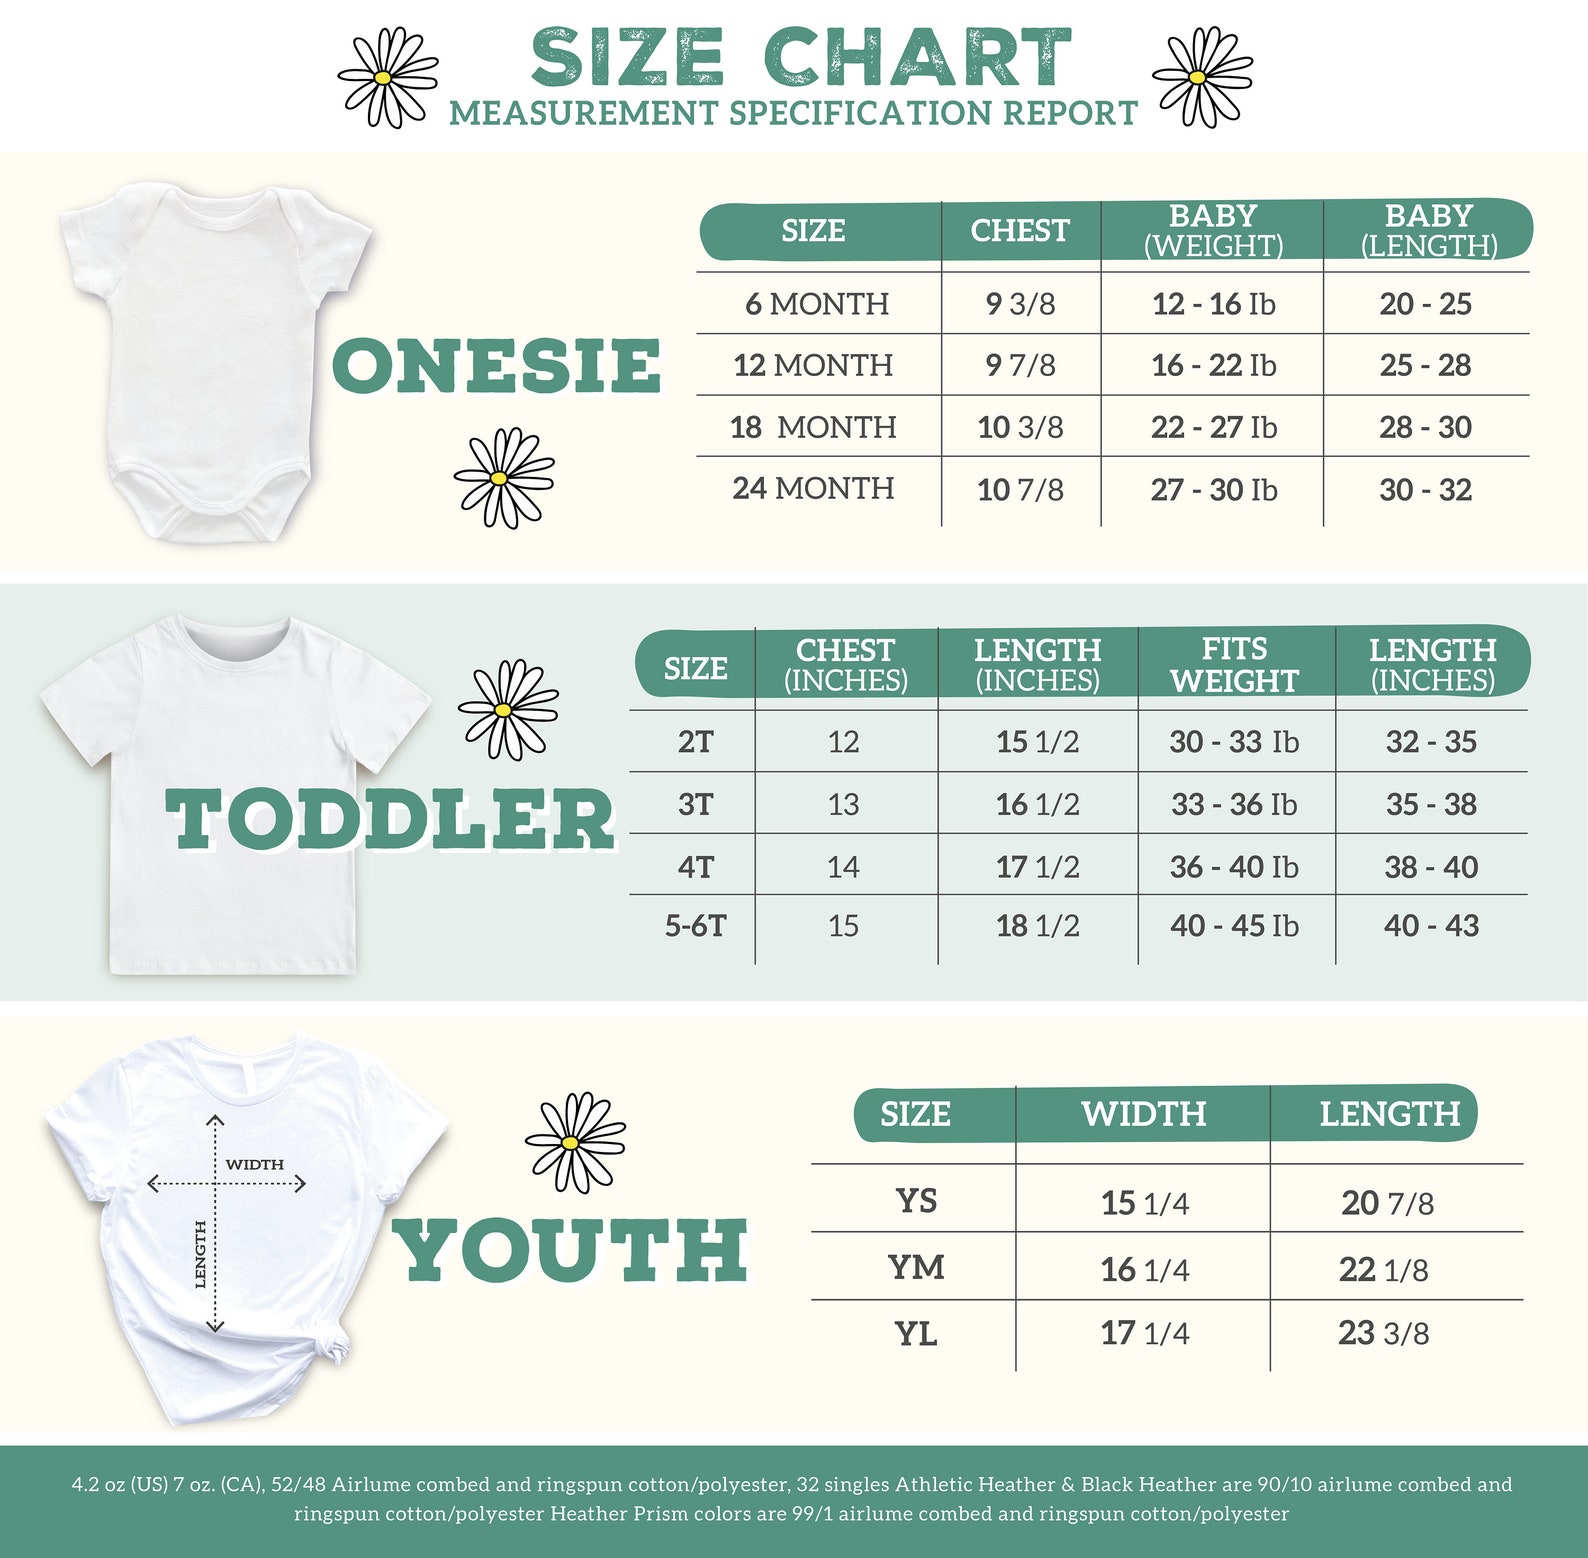 SIZE CHART
MEASUREMENT SPECIFICATION REPORT
ONESIE
SIZE CHEST BABY (WEIGHT) BABY (LENGTH)
6 MONTH 9 3/8 12 - 16 Ib 20 - 25
12 MONTH 9 7/8 16 - 22 Ib 25 - 28
18 MONTH 10 3/8 22 - 27 Ib 28 - 30
24 MONTH 10 7/8 27 - 30 Ib 30 - 32
TODDLER
SIZE CHEST (INCHES) LENGTH (INCHES) FITS WEIGHT LENGTH (INCHES)
2T 12 15 1/2 30 - 33 Ib 32 - 35
3T 13 16 1/2 33 - 36 Ib 35 - 38
4T 14 17 1/2 36 - 40 Ib 38 - 40
5-6T 15 18 1/2 40 - 45 Ib 40 - 43
WIDTH
LENGTH
YOUTH
SIZE WIDTH LENGTH
YS 15 1/4 20 7/8
YM 16 1/4 22 1/8
YL 17 1/4 23 3/8
4.2 oz (US) 7 oz. (CA), 52/48 Airlume combed and ringspun cotton/polyester, 32 singles Athletic Heather & Black Heather are 90/10 airlume combed and
ringspun cotton/polyester Heather Prism colors are 99/1 airlume combed and ringspun cotton/polyester